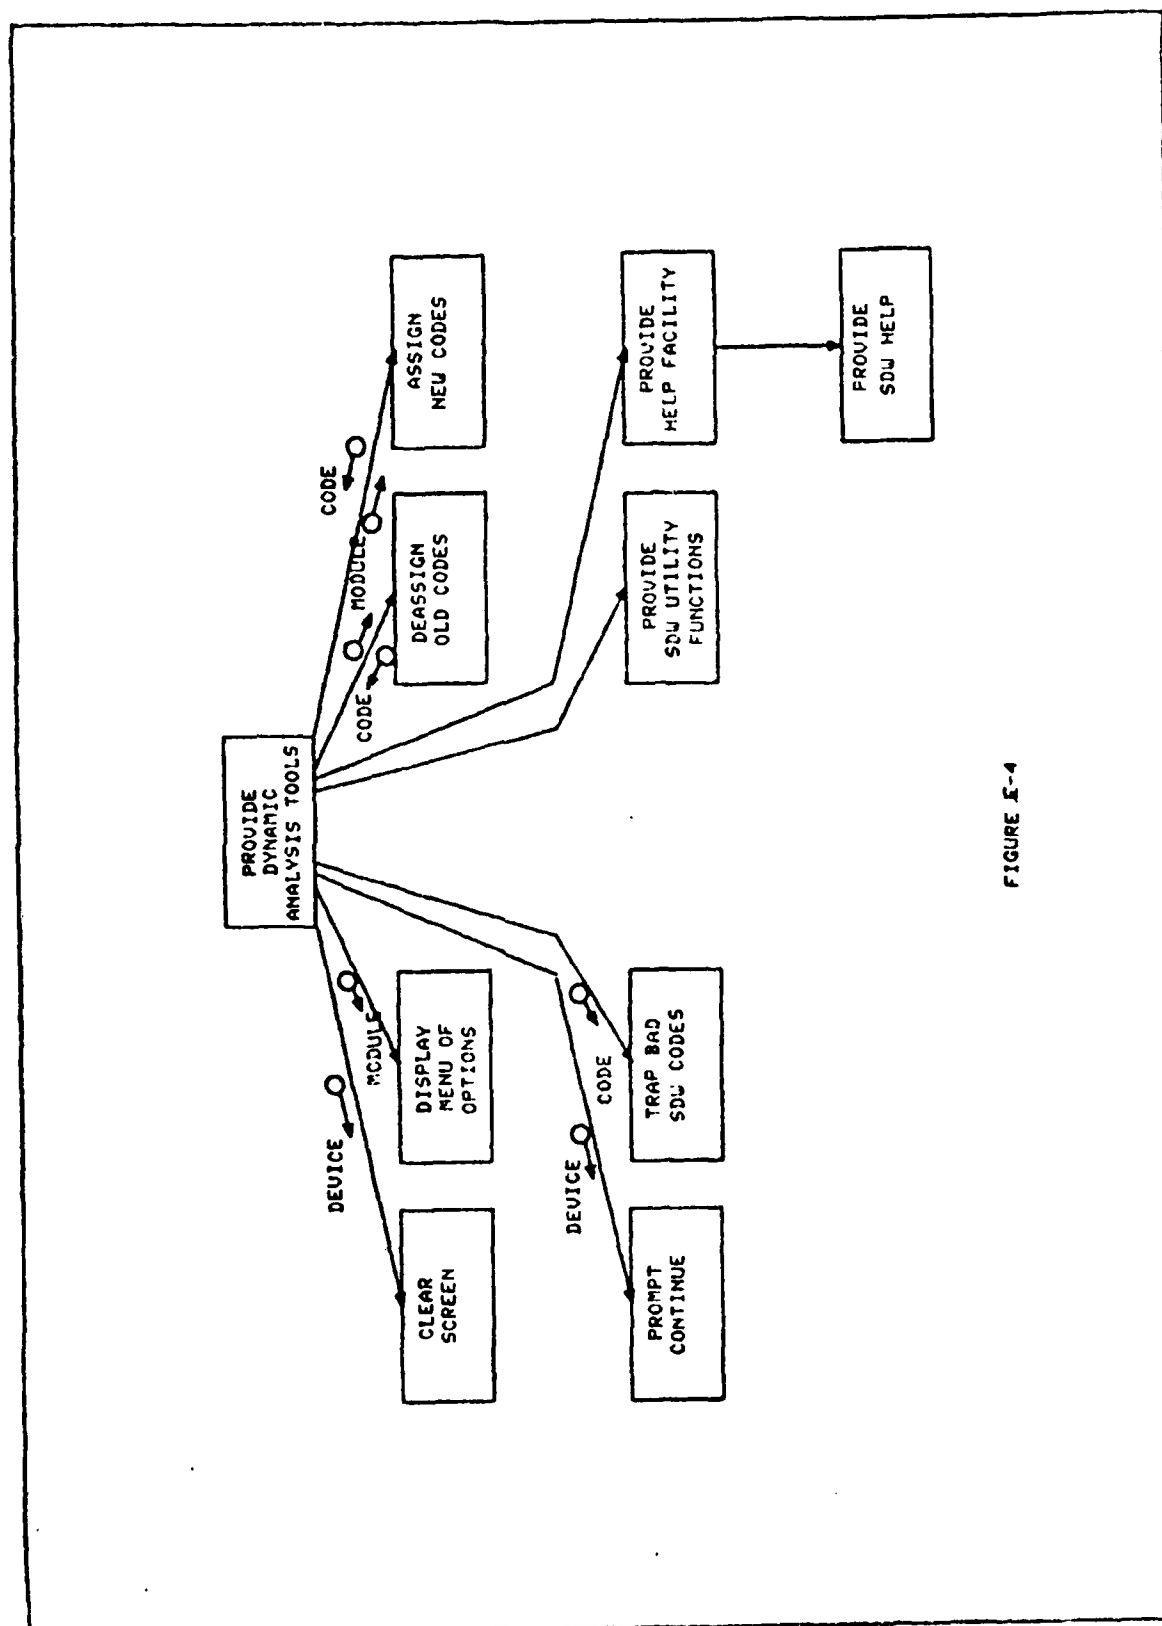 PROVIDE
DYNAMIC
ANALYSIS TOOLS
DEVICE
MODULE
CODE
MODULE
CODE
CLEAR
SCREEN
DISPLAY
MENU OF
OPTIONS
DEASSIGN
OLD CODES
ASSIGN
NEW CODES
DEVICE
CODE
PROMPT
CONTINUE
TRAP BAD
SDW CODES
PROVIDE
SDW UTILITY
FUNCTIONS
PROVIDE
HELP FACILITY
PROVIDE
SDW HELP
FIGURE E-4